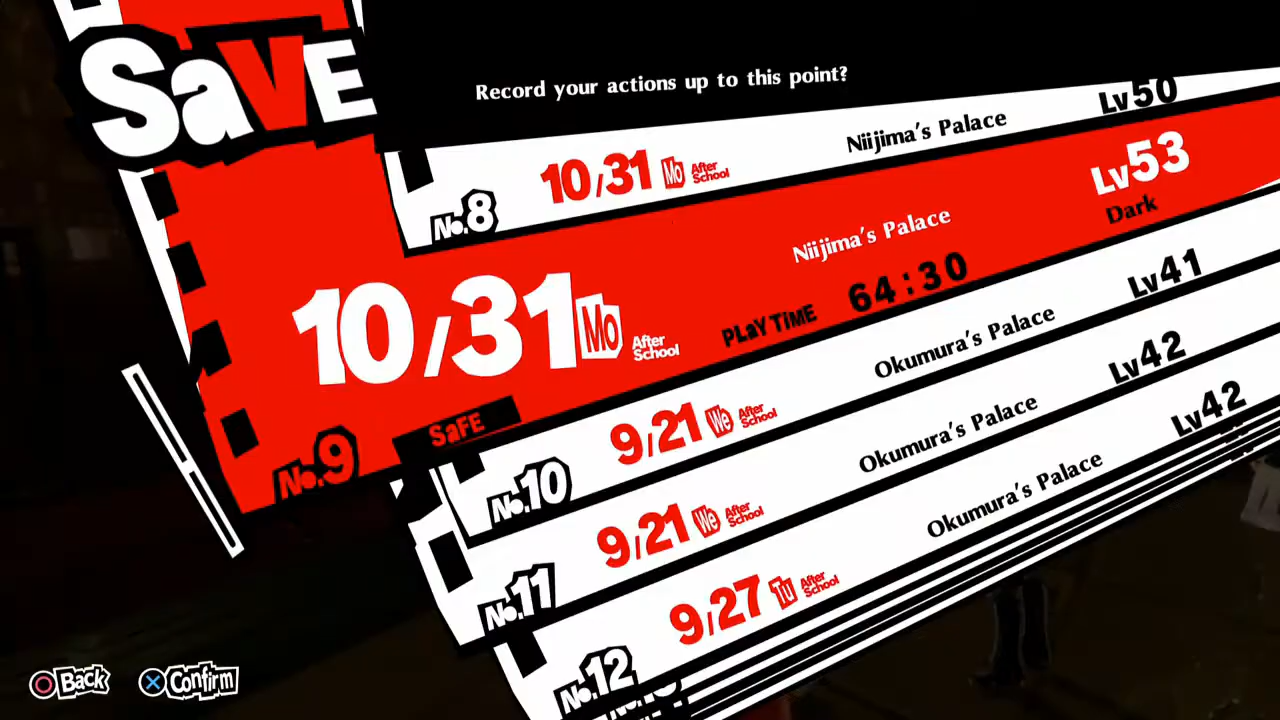 SaVE
Record your actions up to this point?
No.8 10/31 Mo After School Niijima's Palace Lv50
No.9 10/31 Mo After School Niijima's Palace Lv53
PLaY TiME 64:30 Dark
SaFE
No.10 9/21 We After School Okumura's Palace Lv41
No.11 9/21 We After School Okumura's Palace Lv42
No.12 9/27 Tu After School Okumura's Palace Lv42
Back Confirm